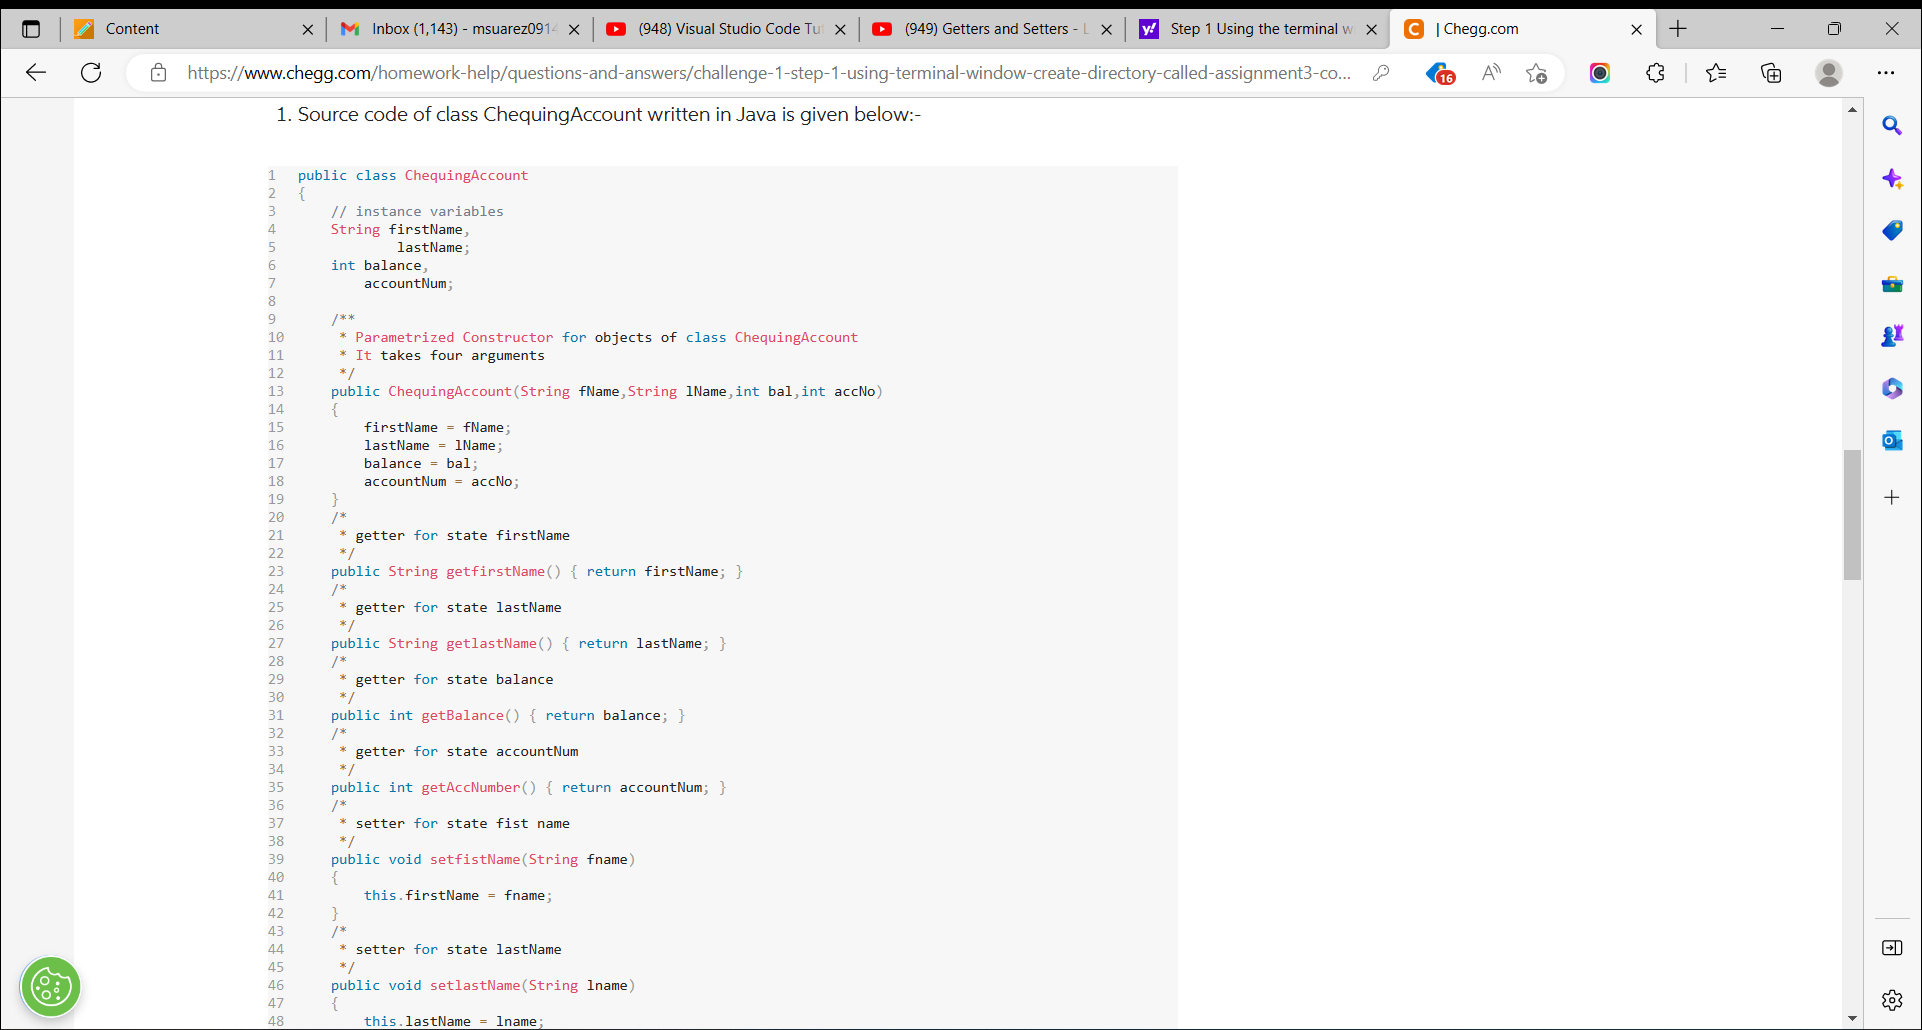 Content
Inbox (1,143) - msuarez0914
(948) Visual Studio Code Tut
(949) Getters and Setters - L
Step 1 Using the terminal w
| Chegg.com
https://www.chegg.com/homework-help/questions-and-answers/challenge-1-step-1-using-terminal-window-create-directory-called-assignment3-co...
16
1. Source code of class ChequingAccount written in Java is given below:-
1 public class ChequingAccount
2 {
3 // instance variables
4 String firstName,
5 lastName;
6 int balance,
7 accountNum;
8
9 /**
10 * Parametrized Constructor for objects of class ChequingAccount
11 * It takes four arguments
12 */
13 public ChequingAccount(String fName,String lName,int bal,int accNo)
14 {
15 firstName = fName;
16 lastName = lName;
17 balance = bal;
18 accountNum = accNo;
19 }
20 /*
21 * getter for state firstName
22 */
23 public String getfirstName() { return firstName; }
24 /*
25 * getter for state lastName
26 */
27 public String getlastName() { return lastName; }
28 /*
29 * getter for state balance
30 */
31 public int getBalance() { return balance; }
32 /*
33 * getter for state accountNum
34 */
35 public int getAccNumber() { return accountNum; }
36 /*
37 * setter for state fist name
38 */
39 public void setfistName(String fname)
40 {
41 this.firstName = fname;
42 }
43 /*
44 * setter for state lastName
45 */
46 public void setlastName(String lname)
47 {
48 this.lastName = lname;